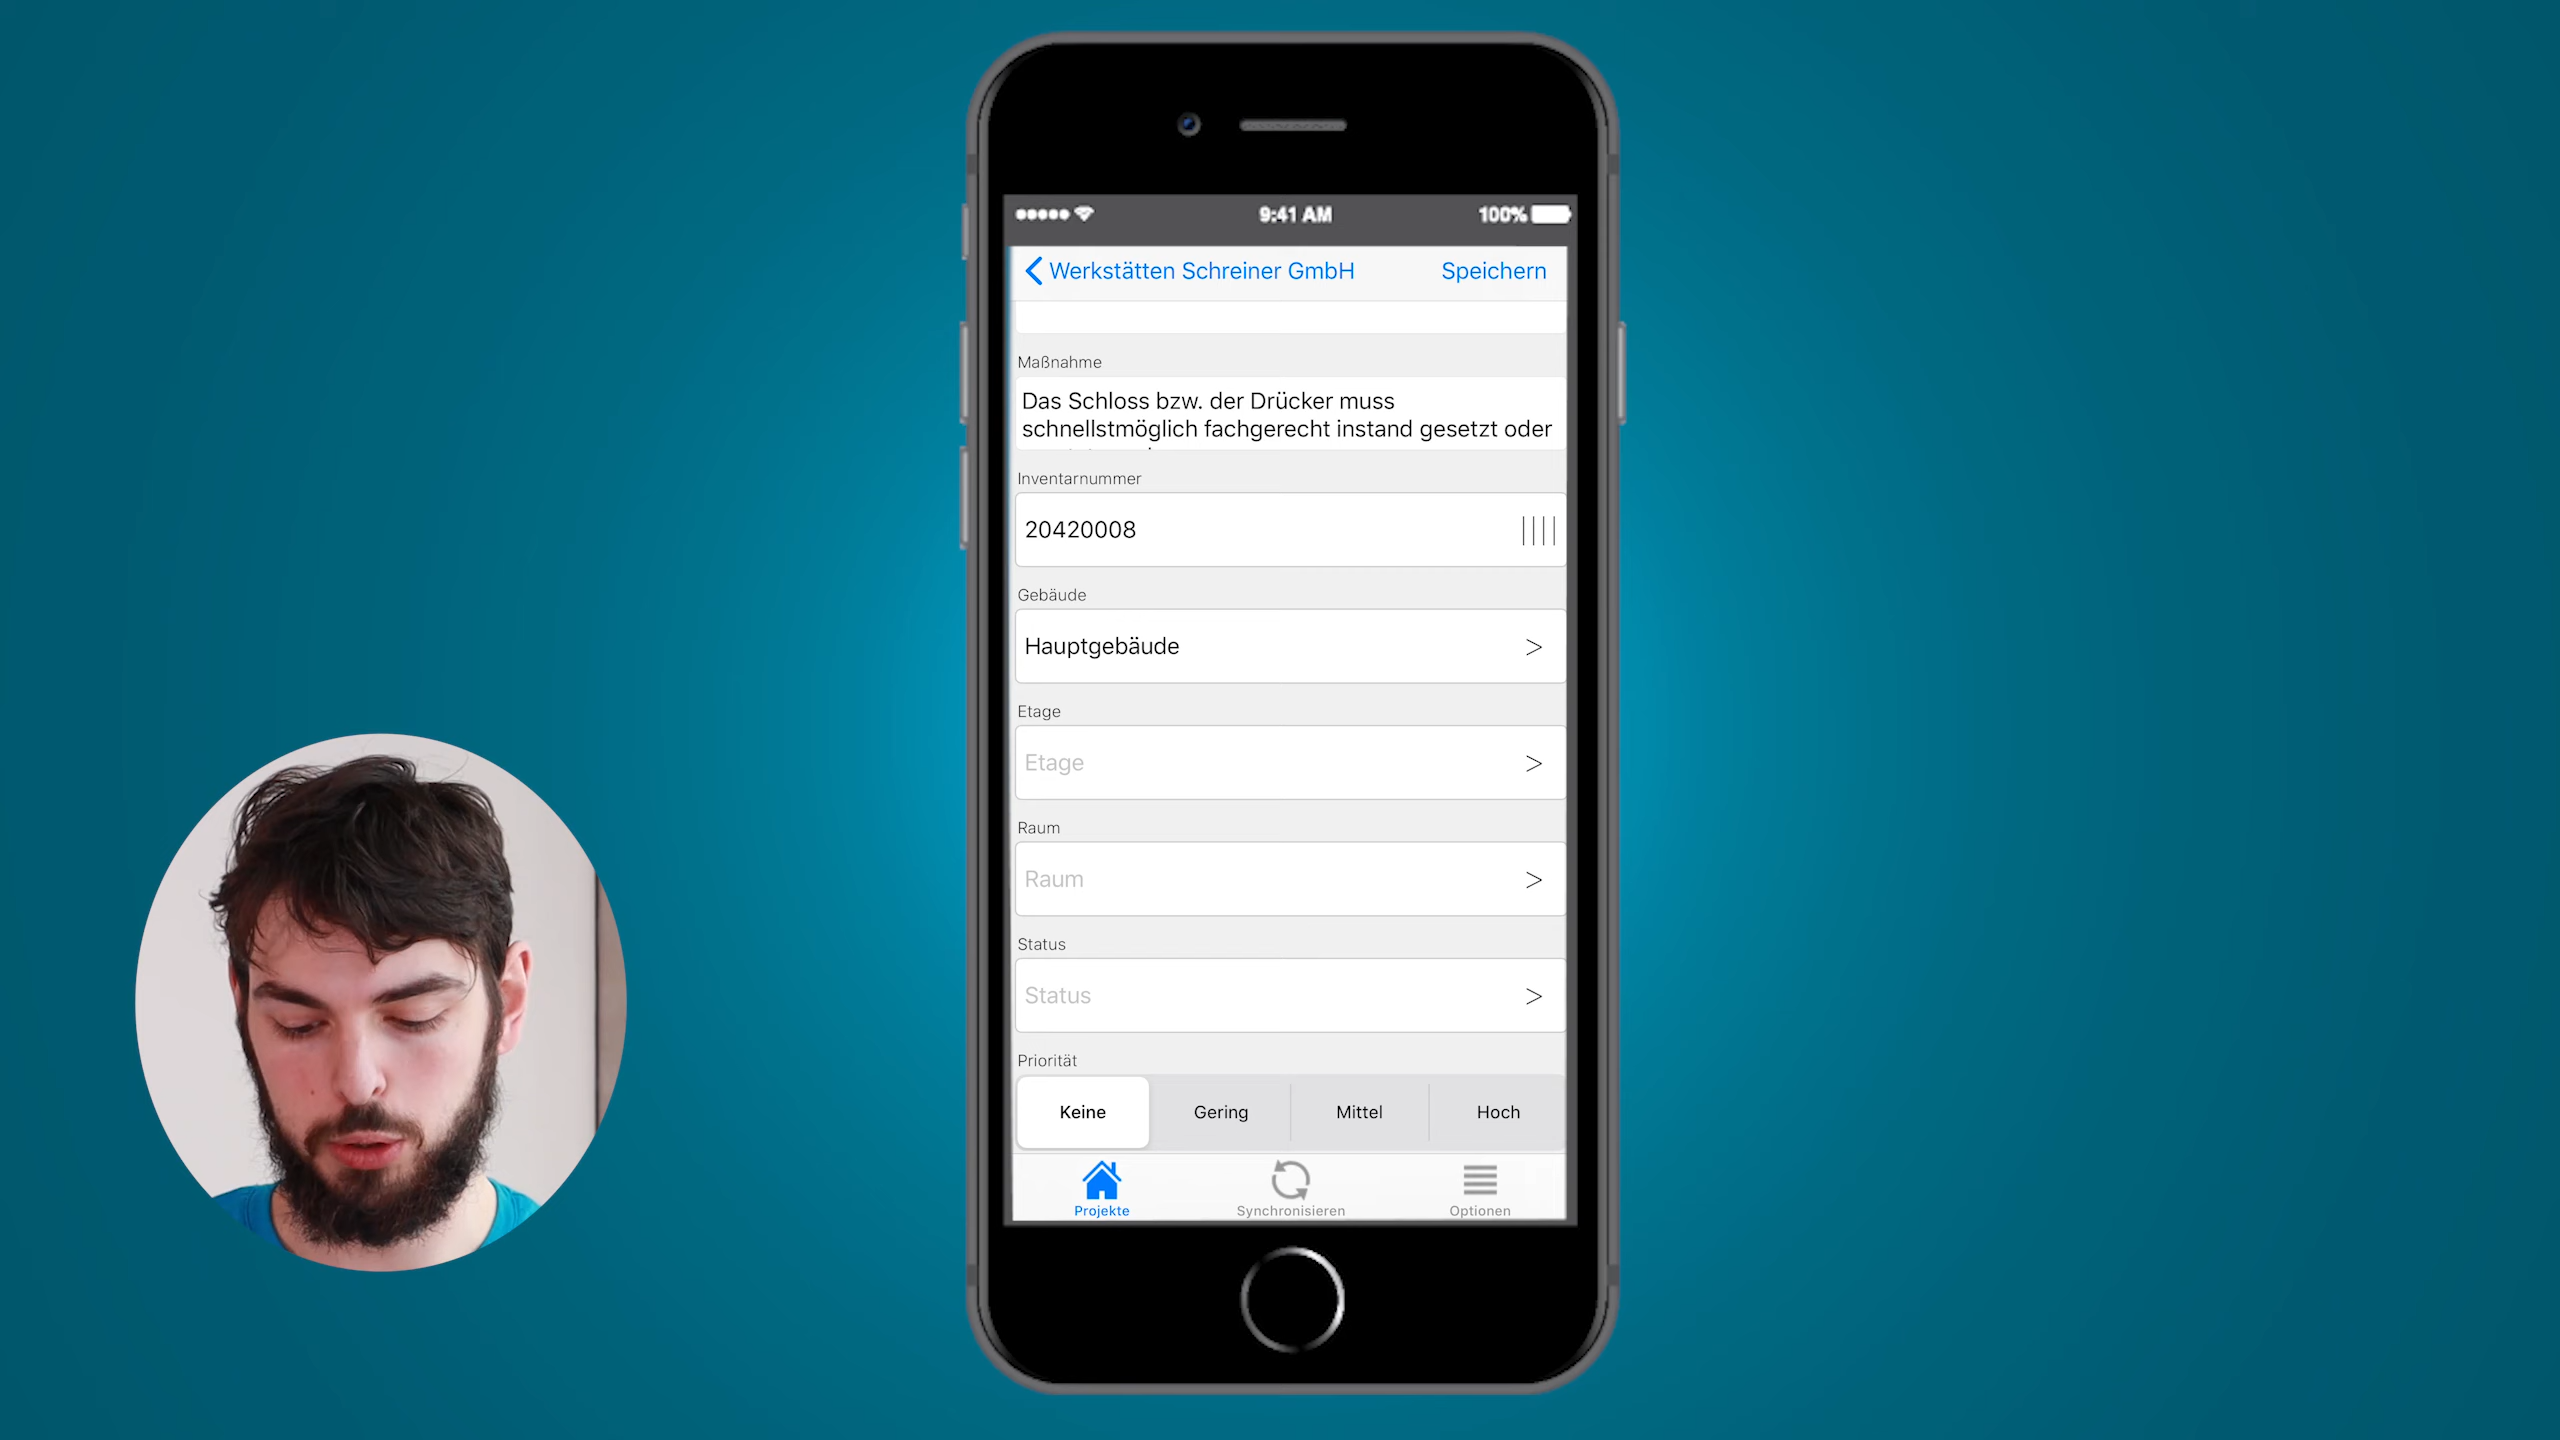 9:41 AM 100%
Werkstätten Schreiner GmbH Speichern
Maßnahme
Das Schloss bzw. der Drücker muss
schnellstmöglich fachgerecht instand gesetzt oder
Inventarnummer
20420008
Gebäude
Hauptgebäude >
Etage
Etage >
Raum
Raum >
Status
Status >
Priorität
Keine Gering Mittel Hoch
Projekte Synchronisieren Optionen